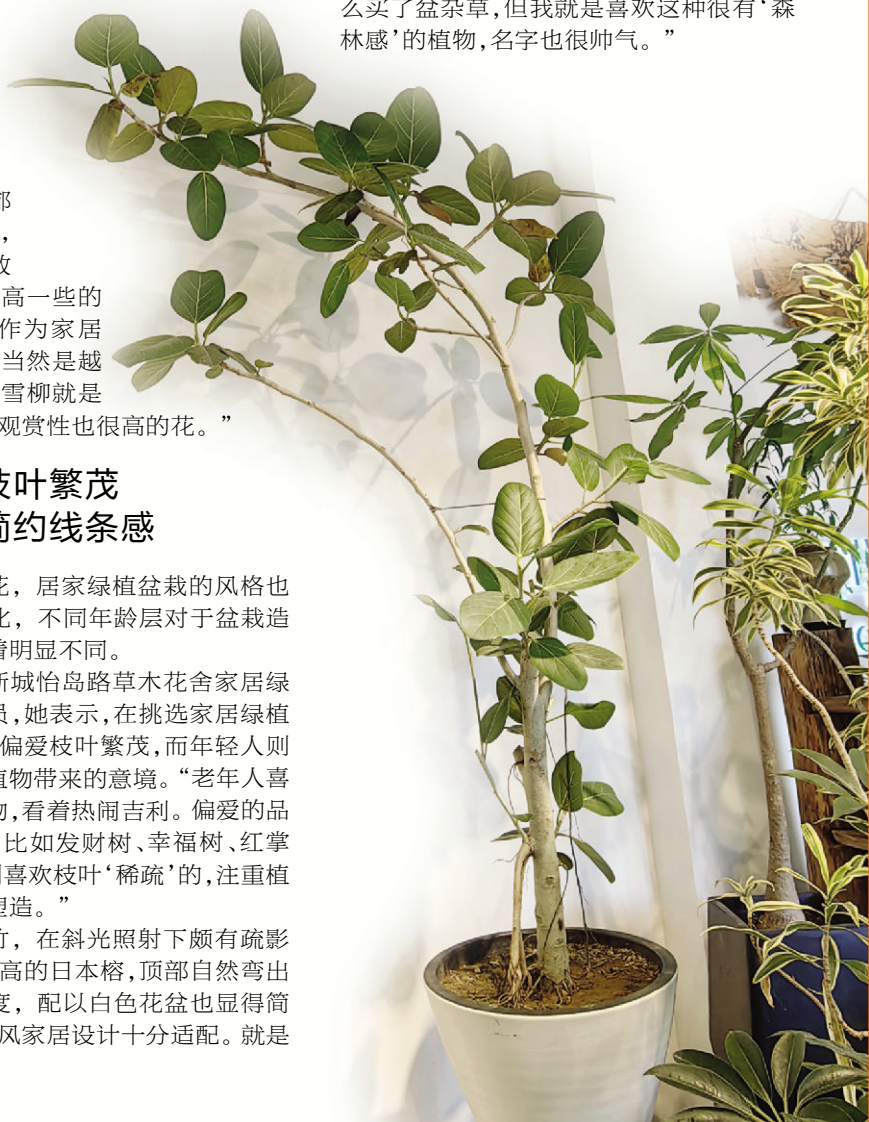 么买了盆杂草,但我就是喜欢这种很有‘森
林感’的植物,名字也很帅气。”
高一些的
作为家居
当然是越
雪柳就是
观赏性也很高的花。”
枝叶繁茂
简约线条感
花，居家绿植盆栽的风格也
化，不同年龄层对于盆栽造
着明显不同。
新城怡岛路草木花舍家居绿
员,她表示,在挑选家居绿植
偏爱枝叶繁茂,而年轻人则
植物带来的意境。“老年人喜
物,看着热闹吉利。偏爱的品
比如发财树、幸福树、红掌
喜欢枝叶‘稀疏’的,注重植
塑造。”
竹，在斜光照射下颇有疏影
高的日本榕,顶部自然弯出
度，配以白色花盆也显得简
风家居设计十分适配。就是